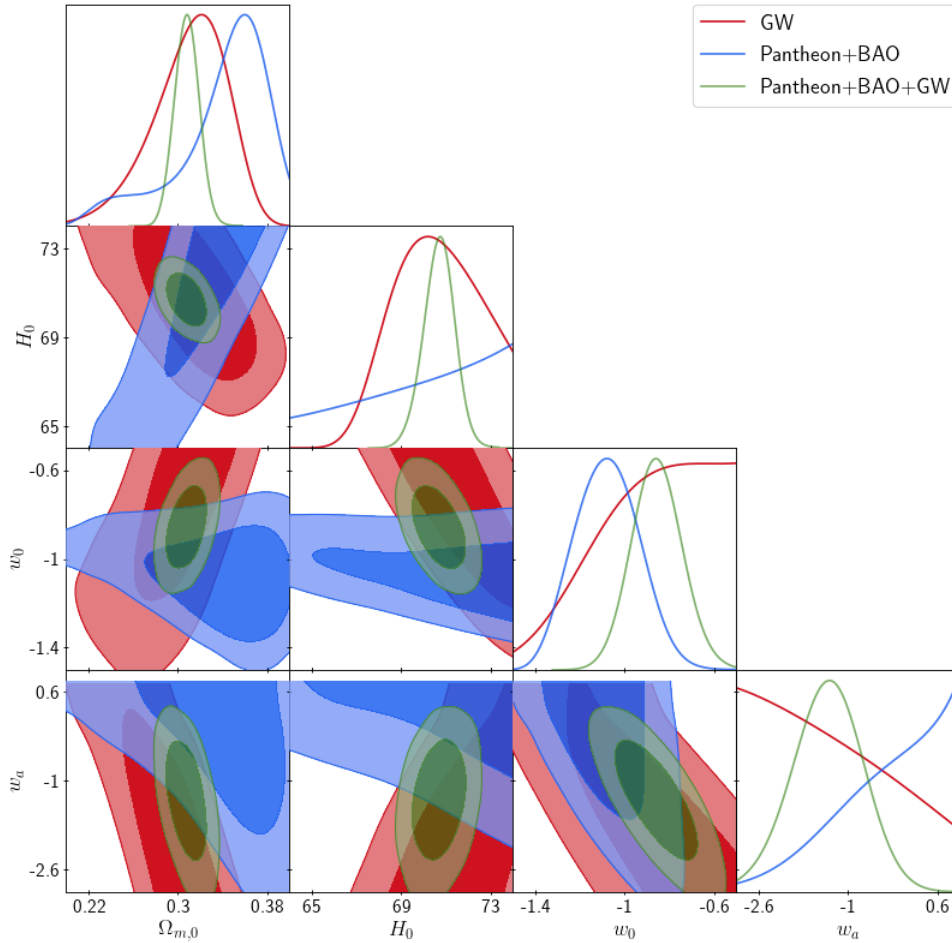 GW
Pantheon+BAO
Pantheon+BAO+GW
73
69
65
H₀
-0.6
-1
-1.4
w₀
0.6
-1
-2.6
wₐ
0.22 0.3 0.38
65 69 73
-1.4 -1 -0.6
-2.6 -1 0.6
Ωₘ,₀
H₀
w₀
wₐ